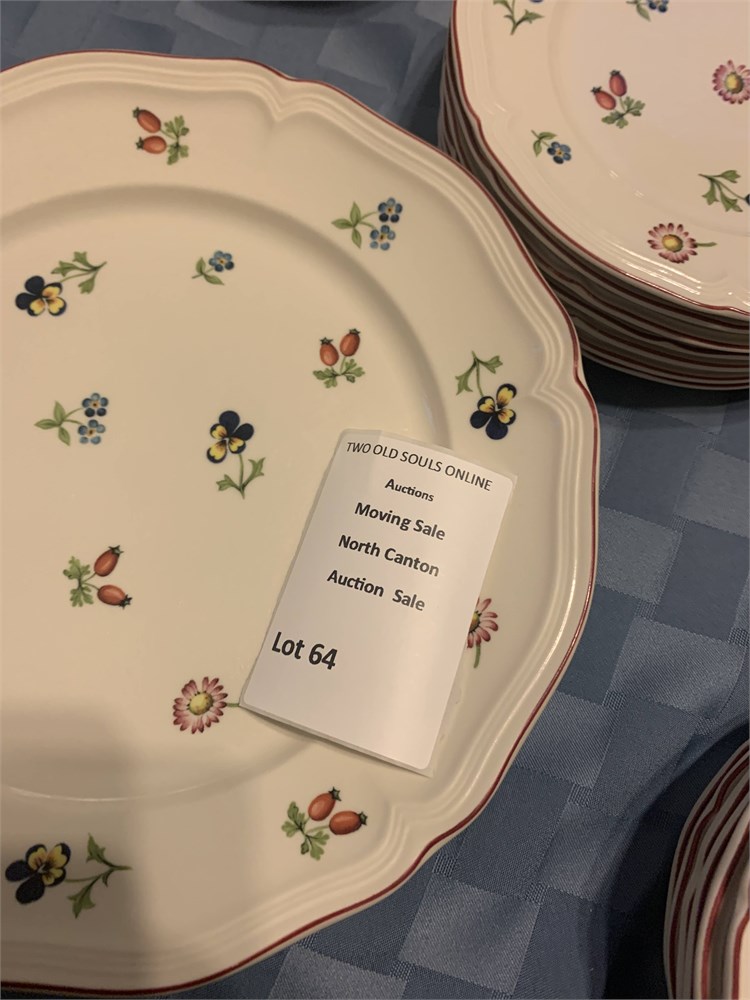 TWO OLD SOULS ONLINE
Auctions
Moving Sale
North Canton
Auction Sale
Lot 64